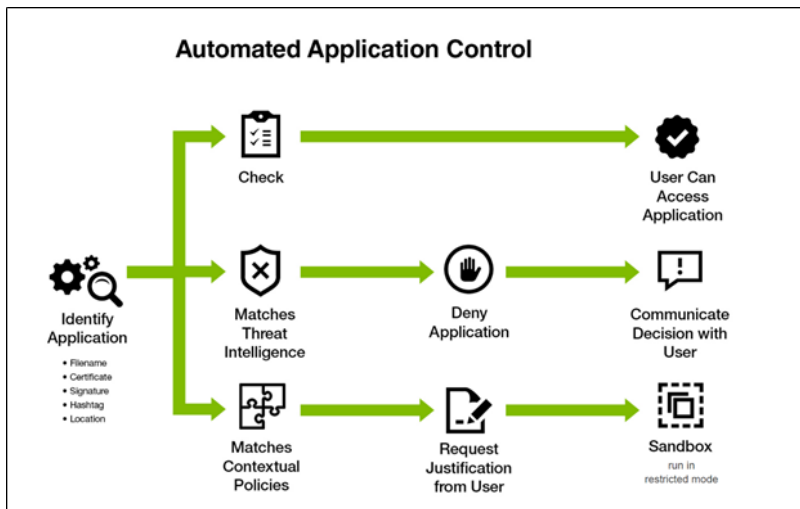 Automated Application Control
Check
User Can
Access
Application
Identify
Application
• Filename
• Certificate
• Signature
• Hashtag
• Location
Matches
Threat
Intelligence
Deny
Application
Communicate
Decision with
User
Matches
Contextual
Policies
Request
Justification
from User
Sandbox
run in
restricted mode